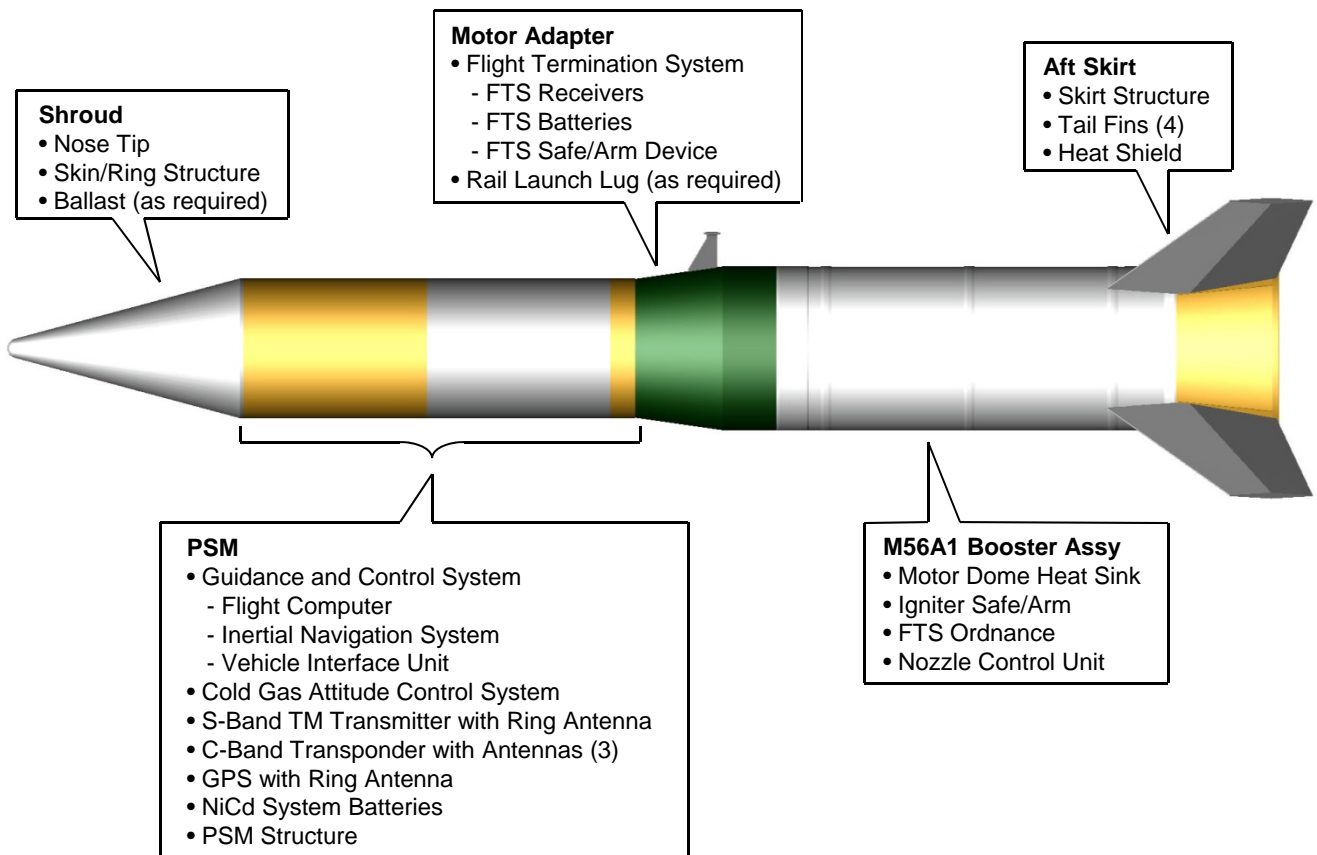 Motor Adapter
• Flight Termination System
- FTS Receivers
- FTS Batteries
- FTS Safe/Arm Device
• Rail Launch Lug (as required)
Aft Skirt
• Skirt Structure
• Tail Fins (4)
• Heat Shield
Shroud
• Nose Tip
• Skin/Ring Structure
• Ballast (as required)
PSM
• Guidance and Control System
- Flight Computer
- Inertial Navigation System
- Vehicle Interface Unit
• Cold Gas Attitude Control System
• S-Band TM Transmitter with Ring Antenna
• C-Band Transponder with Antennas (3)
• GPS with Ring Antenna
• NiCd System Batteries
• PSM Structure
M56A1 Booster Assy
• Motor Dome Heat Sink
• Igniter Safe/Arm
• FTS Ordnance
• Nozzle Control Unit